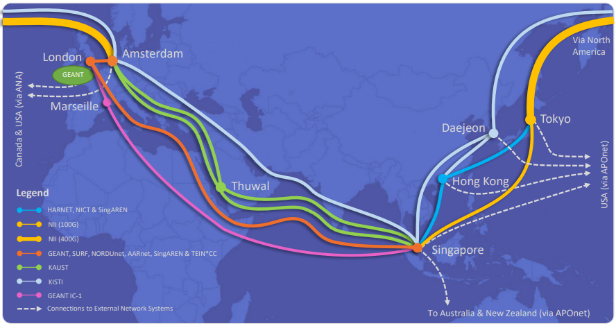 Via North
America
London
Amsterdam
GEANT
Marseille
Canada & USA (via ANA)
Daejeon
Tokyo
Hong Kong
USA (via APOnet)
Thuwal
Singapore
Legend
HARNET, NICT & SingAREN
NII (100G)
NII (400G)
GEANT, SURF, NORDUnet, AARnet, SingAREN & TEIN*CC
KAUST
KISTI
GEANT IC-1
Connections to External Network Systems
To Australia & New Zealand (via APOnet)